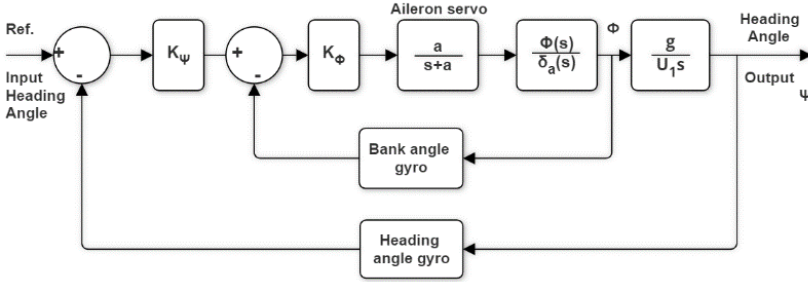 Aileron servo
Ref.
Input
Heading
Angle
+
-
K_Ψ
+
-
K_Φ
a
s+a
Φ(s)
δ_a(s)
Φ
g
U_1s
Heading
Angle
Output
Ψ
Bank angle
gyro
Heading
angle gyro